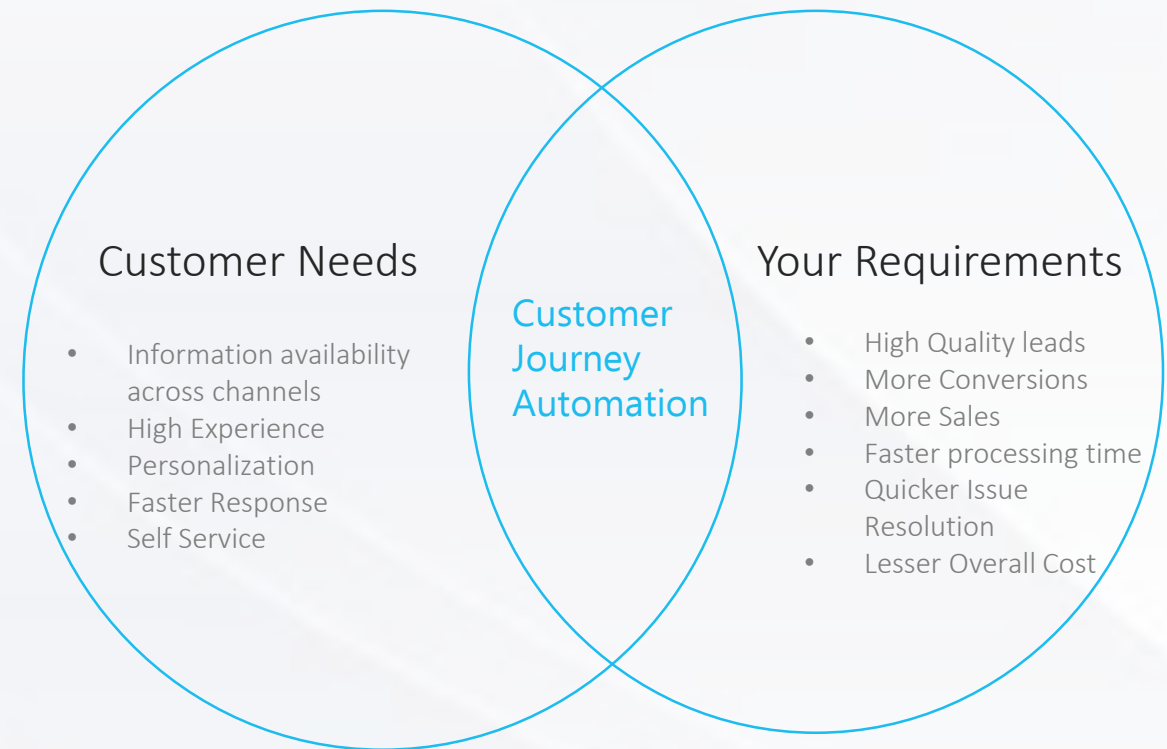 Customer Needs
• Information availability
across channels
• High Experience
• Personalization
• Faster Response
• Self Service
Customer
Journey
Automation
Your Requirements
• High Quality leads
• More Conversions
• More Sales
• Faster processing time
• Quicker Issue
Resolution
• Lesser Overall Cost